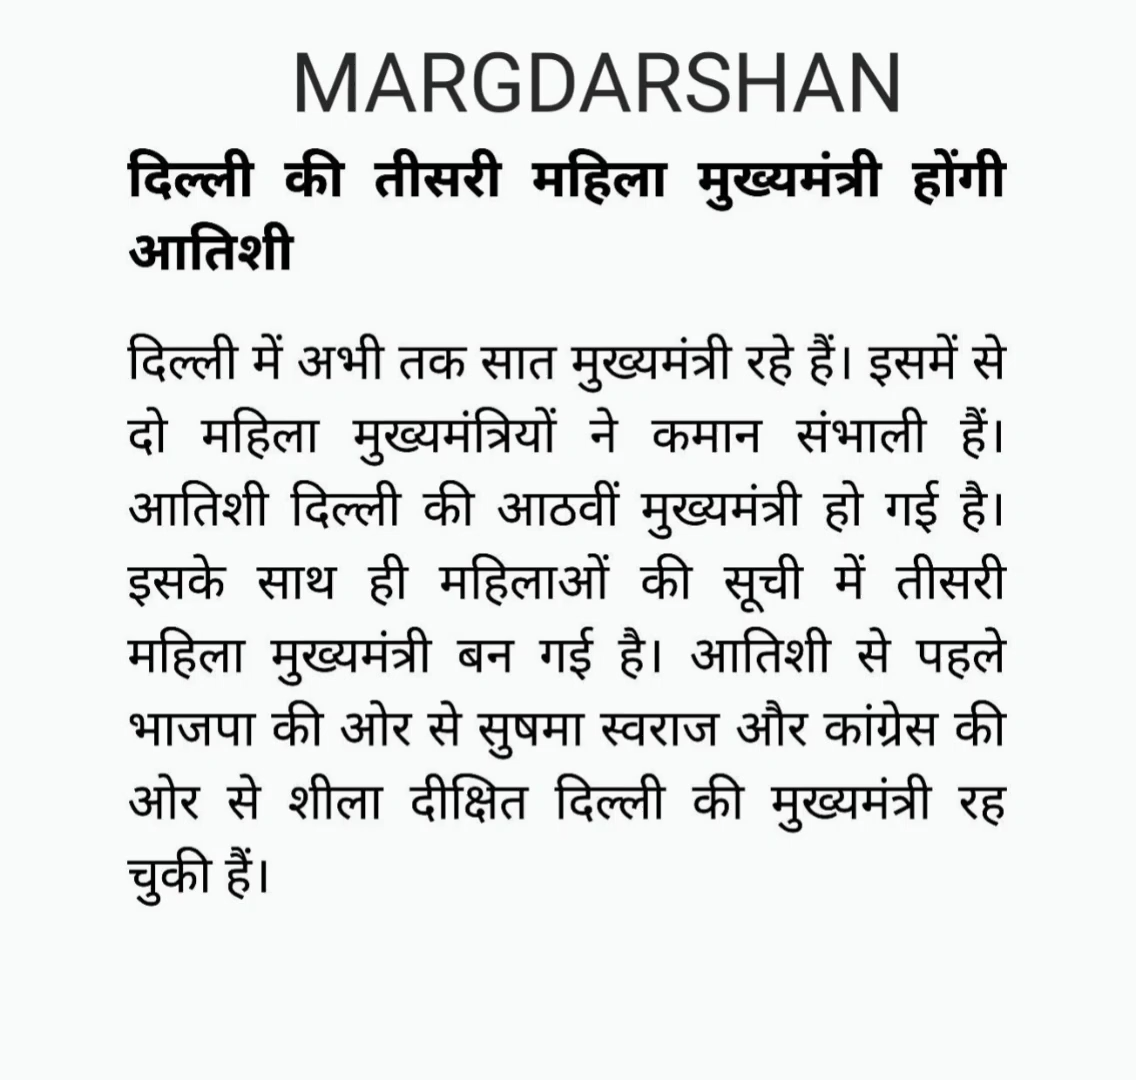 MARGDARSHAN
दिल्ली की तीसरी महिला मुख्यमंत्री होंगी
आतिशी
दिल्ली में अभी तक सात मुख्यमंत्री रहे हैं। इसमें से
दो महिला मुख्यमंत्रियों ने कमान संभाली हैं।
आतिशी दिल्ली की आठवीं मुख्यमंत्री हो गई है।
इसके साथ ही महिलाओं की सूची में तीसरी
महिला मुख्यमंत्री बन गई है। आतिशी से पहले
भाजपा की ओर से सुषमा स्वराज और कांग्रेस की
ओर से शीला दीक्षित दिल्ली की मुख्यमंत्री रह
चुकी हैं।